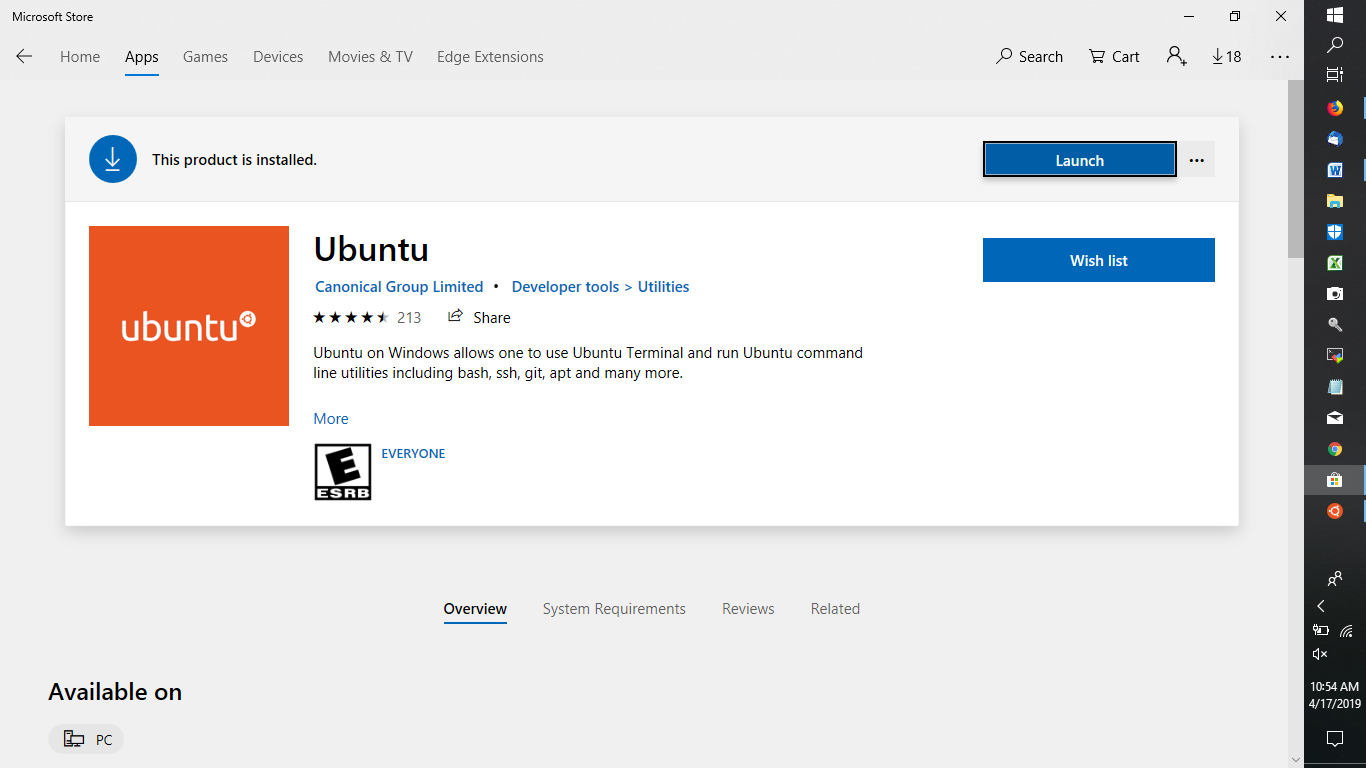 Microsoft Store
Home Apps Games Devices Movies & TV Edge Extensions Search Cart 18
This product is installed. Launch
ubuntu
Ubuntu
Wish list
Canonical Group Limited • Developer tools > Utilities
213 Share
Ubuntu on Windows allows one to use Ubuntu Terminal and run Ubuntu command
line utilities including bash, ssh, git, apt and many more.
More
E
ESRB
EVERYONE
Overview System Requirements Reviews Related
Available on
PC
10:54 AM
4/17/2019